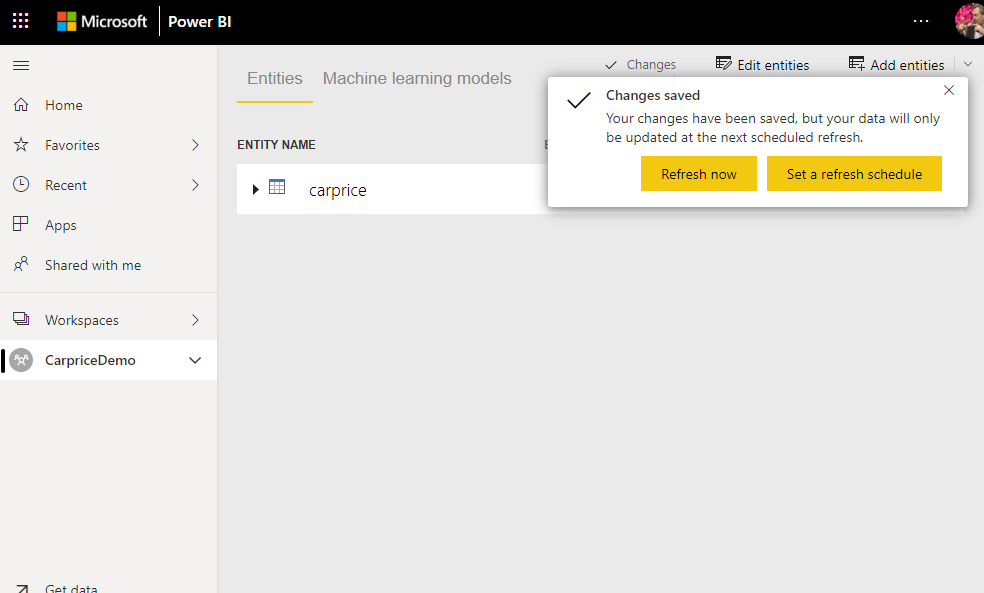 Microsoft Power BI ...
Entities Machine learning models
Changes Edit entities Add entities
Changes saved
Your changes have been saved, but your data will only
be updated at the next scheduled refresh.
Refresh now Set a refresh schedule
ENTITY NAME
carprice
Home
Favorites
Recent
Apps
Shared with me
Workspaces
CarpriceDemo
Get data